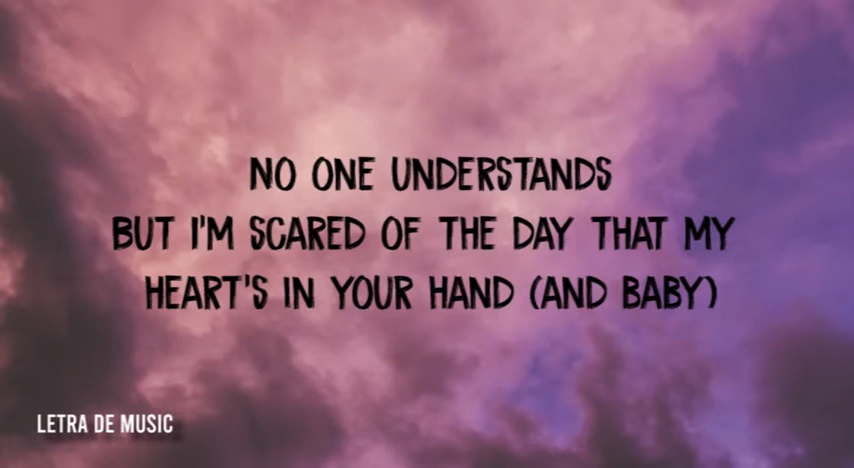 NO ONE UNDERSTANDS
BUT I'M SCARED OF THE DAY THAT MY
HEART'S IN YOUR HAND (AND BABY)
LETRA DE MUSIC